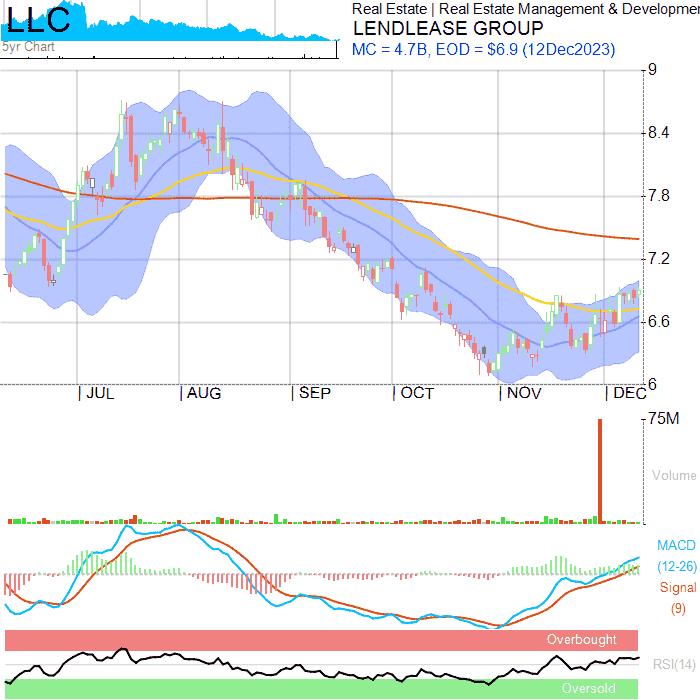 LLC
5yr Chart
Real Estate | Real Estate Management & Developmen
LENDLEASE GROUP
MC = 4.7B, EOD = $6.9 (12Dec2023)
9
8.4
7.8
7.2
6.6
6
JUL AUG SEP OCT NOV DEC
75M
Volume
MACD
(12-26)
Signal
(9)
Overbought
RSI(14)
Oversold